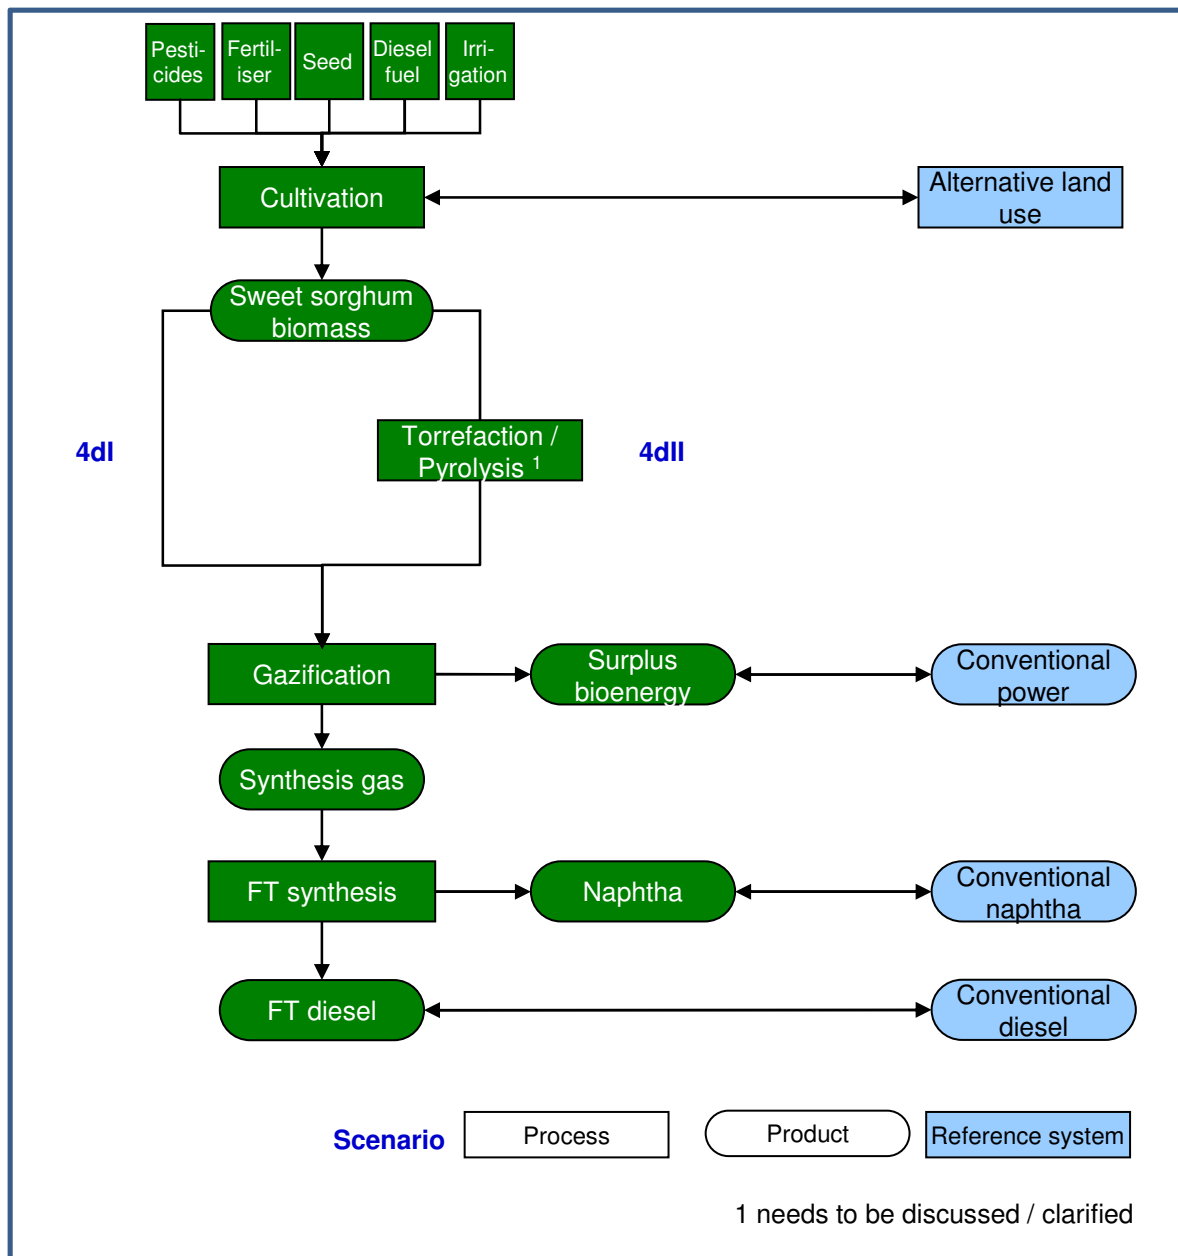 Pesti-
cides
Fertil-
iser
Seed
Diesel
fuel
Irri-
gation
Cultivation
Alternative land
use
Sweet sorghum
biomass
4dI
Torrefaction /
Pyrolysis 1
4dII
Gazification
Surplus
bioenergy
Conventional
power
Synthesis gas
FT synthesis
Naphtha
Conventional
naphtha
FT diesel
Conventional
diesel
Scenario
Process
Product
Reference system
1 needs to be discussed / clarified